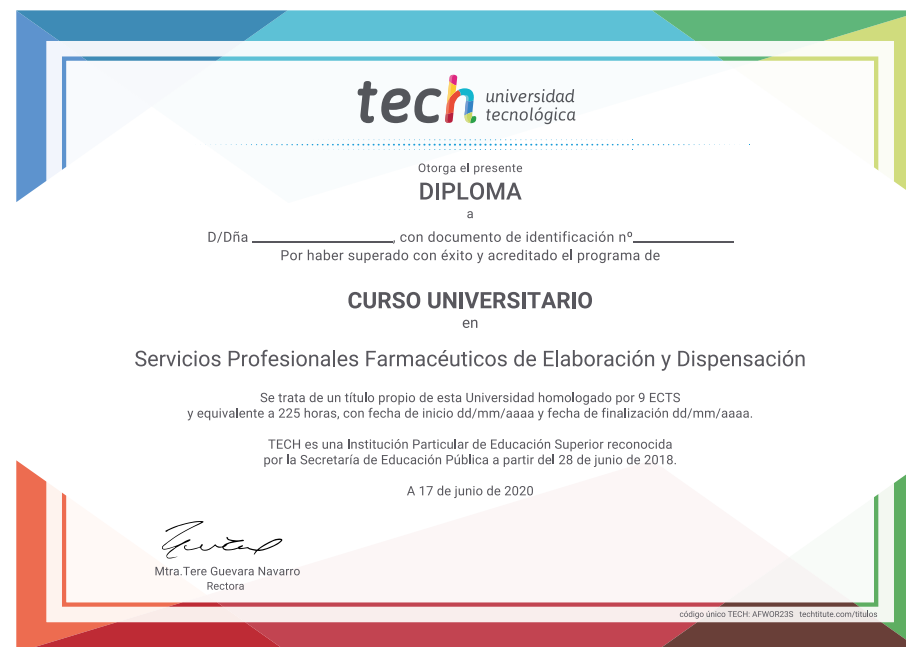 tech universidad
tecnológica
Otorga el presente
DIPLOMA
a
D/Dña ____________________, con documento de identificación nº______________
Por haber superado con éxito y acreditado el programa de
CURSO UNIVERSITARIO
en
Servicios Profesionales Farmacéuticos de Elaboración y Dispensación
Se trata de un título propio de esta Universidad homologado por 9 ECTS
y equivalente a 225 horas, con fecha de inicio dd/mm/aaaa y fecha de finalización dd/mm/aaaa.
TECH es una Institución Particular de Educación Superior reconocida
por la Secretaría de Educación Pública a partir del 28 de junio de 2018.
A 17 de junio de 2020
Mtra.Tere Guevara Navarro
Rectora
código único TECH: AFWOR23S techtitute.com/titulos